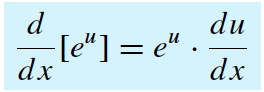 d/dx [e^u] = e^u · du/dx